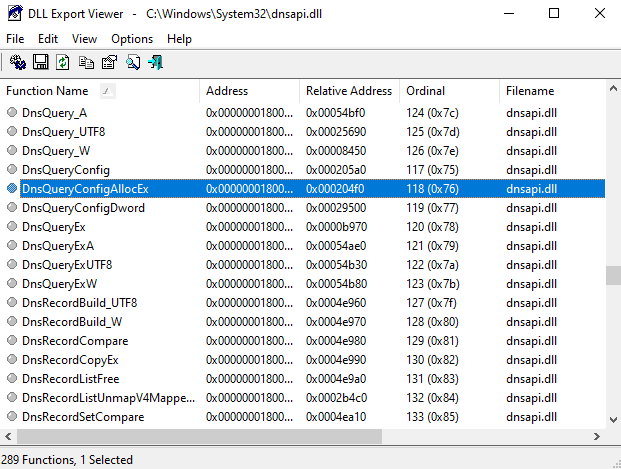 DLL Export Viewer  -  C:\Windows\System32\dnsapi.dll
File Edit View Options Help
Function Name / Address Relative Address Ordinal Filename
DnsQuery_A 0x00000001800... 0x00054bf0 124 (0x7c) dnsapi.dll
DnsQuery_UTF8 0x00000001800... 0x00025690 125 (0x7d) dnsapi.dll
DnsQuery_W 0x00000001800... 0x00008450 126 (0x7e) dnsapi.dll
DnsQueryConfig 0x00000001800... 0x000205a0 117 (0x75) dnsapi.dll
DnsQueryConfigAllocEx 0x00000001800... 0x000204f0 118 (0x76) dnsapi.dll
DnsQueryConfigDword 0x00000001800... 0x00029500 119 (0x77) dnsapi.dll
DnsQueryEx 0x00000001800... 0x0000b970 120 (0x78) dnsapi.dll
DnsQueryExA 0x00000001800... 0x00054ae0 121 (0x79) dnsapi.dll
DnsQueryExUTF8 0x00000001800... 0x00054b30 122 (0x7a) dnsapi.dll
DnsQueryExW 0x00000001800... 0x00054b80 123 (0x7b) dnsapi.dll
DnsRecordBuild_UTF8 0x00000001800... 0x0004e960 127 (0x7f) dnsapi.dll
DnsRecordBuild_W 0x00000001800... 0x0004e970 128 (0x80) dnsapi.dll
DnsRecordCompare 0x00000001800... 0x0004e980 129 (0x81) dnsapi.dll
DnsRecordCopyEx 0x00000001800... 0x0004e990 130 (0x82) dnsapi.dll
DnsRecordListFree 0x00000001800... 0x0004e9a0 131 (0x83) dnsapi.dll
DnsRecordListUnmapV4Mappe... 0x00000001800... 0x0002b4c0 132 (0x84) dnsapi.dll
DnsRecordSetCompare 0x00000001800... 0x0004ea10 133 (0x85) dnsapi.dll
289 Functions, 1 Selected